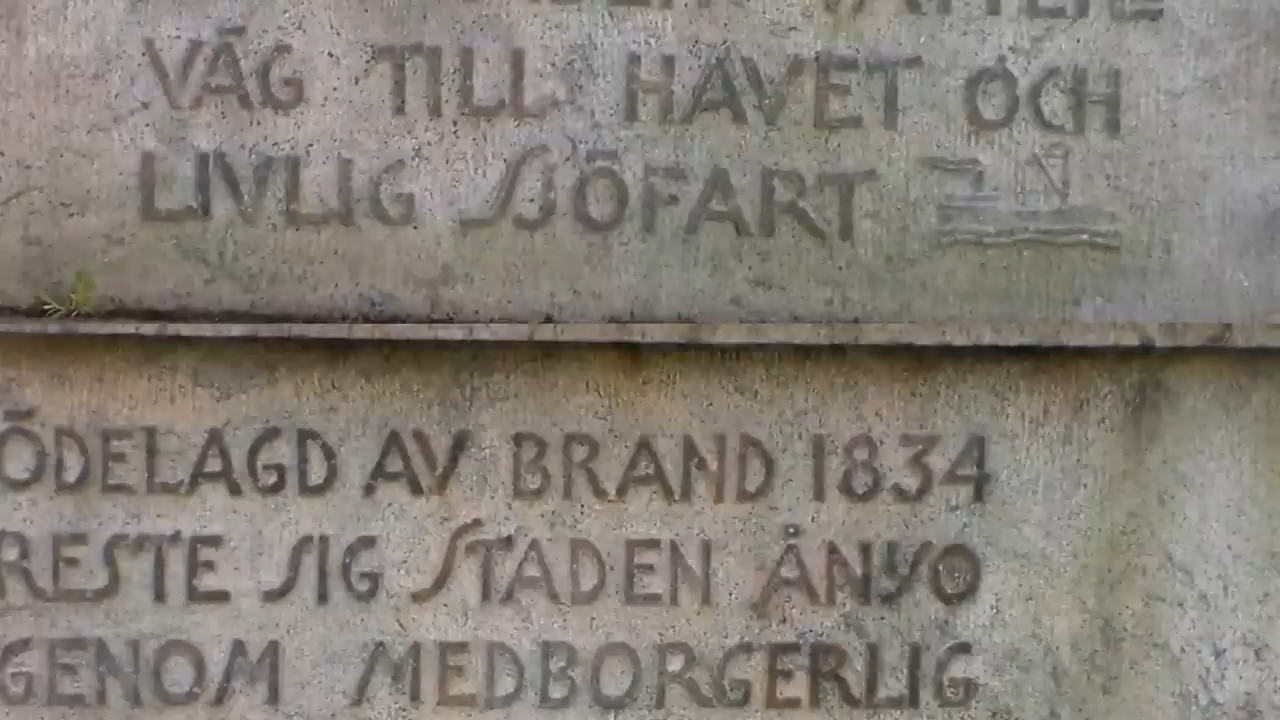 VÄG TILL HAVET OCH
LIVLIG SJÖFART
ÖDELAGD AV BRAND 1834
RESTE SIG STADEN ÅNYO
GENOM MEDBORGERLIG